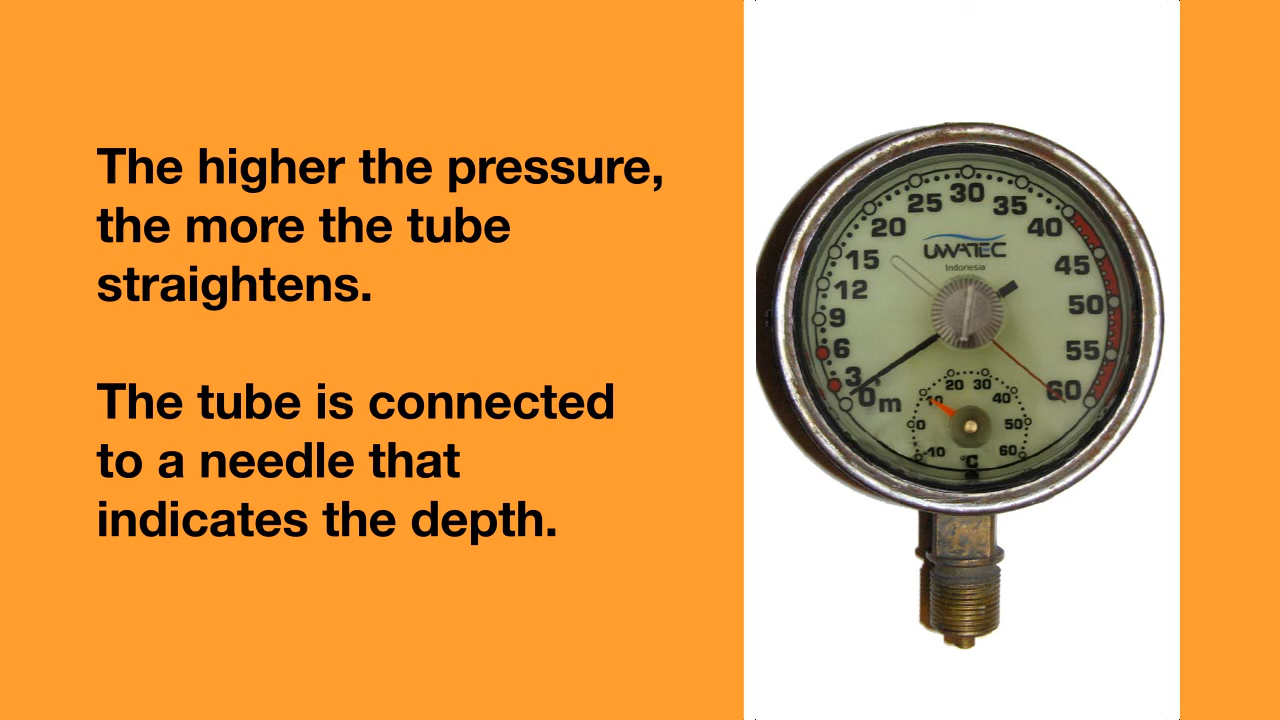 The higher the pressure,
the more the tube
straightens.
The tube is connected
to a needle that
indicates the depth.
30
25
35
20
40
UWATEC
Indonesia
15
45
12
50
9
6
55
3
60
0m
20
30
10
40
0
50
-10
60
°C